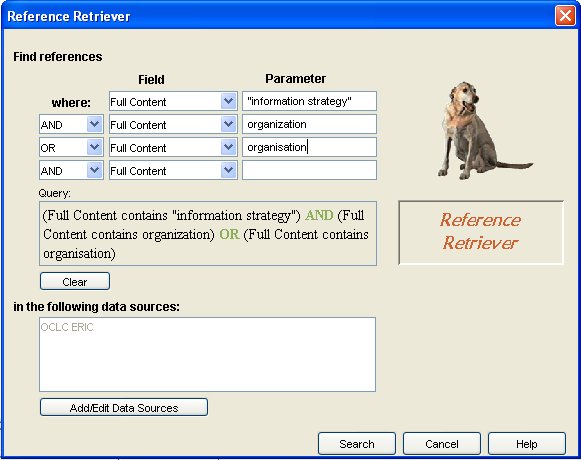 Reference Retriever
Find references
Field Parameter
where: Full Content "information strategy"
AND Full Content organization
OR Full Content organisation
AND Full Content
Query:
(Full Content contains "information strategy") AND (Full
Content contains organization) OR (Full Content contains
organisation)
Reference
Retriever
Clear
in the following data sources:
OCLC ERIC
Add/Edit Data Sources
Search Cancel Help